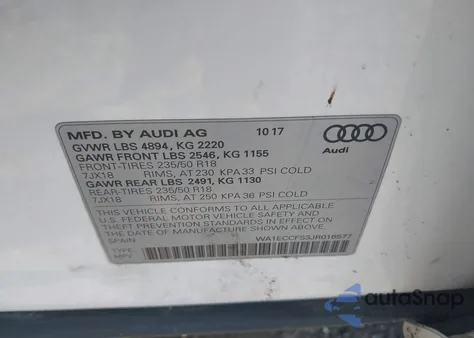 MFD. BY AUDI AG 10 17
GVWR LBS 4894, KG 2220
GAWR FRONT LBS 2546, KG 1155
FRONT-TIRES 235/50 R18
7JX18 RIMS, AT 230 KPA 33 PSI COLD
GAWR REAR LBS 2491, KG 1130
REAR-TIRES 235/50 R18
7JX18 RIMS, AT 250 KPA 36 PSI COLD
THIS VEHICLE CONFORMS TO ALL APPLICABLE
U.S. FEDERAL MOTOR VEHICLE SAFETY AND
THEFT PREVENTION STANDARDS IN EFFECT ON
THE DATE OF MANUFACTURE SHOWN ABOVE
SPAIN
TYPE:
MPV
Audi
autoSnap